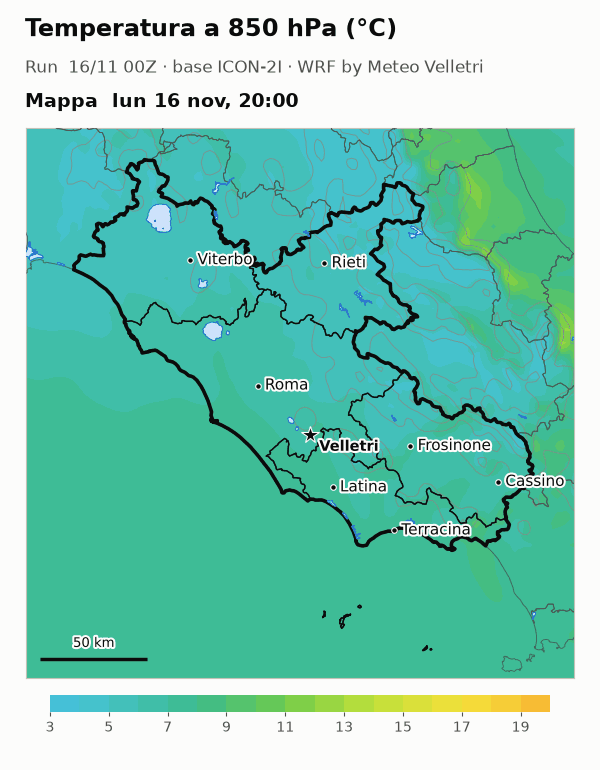 Temperatura a 850 hPa (°C)
Run  16/11 00Z · base ICON-2I · WRF by Meteo Velletri
Mappa  lun 16 nov, 20:00
Viterbo
Rieti
Roma
Velletri
Frosinone
Cassino
Latina
Terracina
50 km
3 5 7 9 11 13 15 17 19